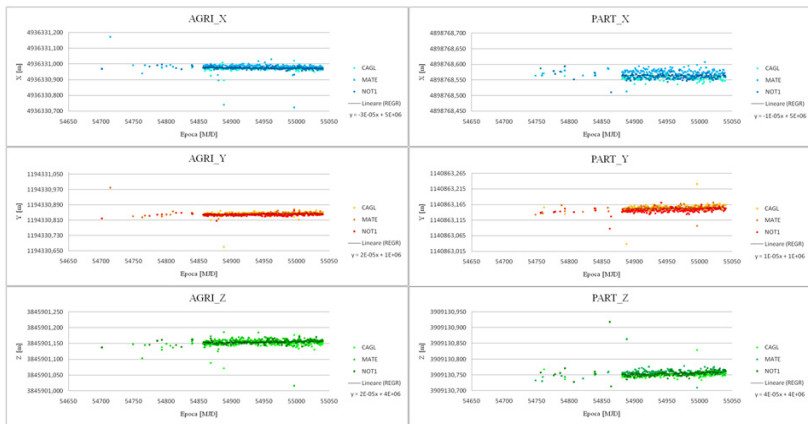 AGRI_X
4936331,200
4936331,100
4936331,000
4936330,900
4936330,800
4936330,700
X [m]
54650 54700 54750 54800 54850 54900 54950 55000 55050
Epoca [MJD]
CAGL
MATE
NOT1
Lineare (REGR)
y = -3E-05x + 5E+06
PART_X
4898768,700
4898768,650
4898768,600
4898768,550
4898768,500
4898768,450
X [m]
54650 54700 54750 54800 54850 54900 54950 55000 55050
Epoca [MJD]
CAGL
MATE
NOT1
Lineare (REGR)
y = -1E-05x + 5E+06
AGRI_Y
1194331,050
1194330,970
1194330,890
1194330,810
1194330,730
1194330,650
Y [m]
54650 54700 54750 54800 54850 54900 54950 55000 55050
Epoca [MJD]
CAGL
MATE
NOT1
Lineare (REGR)
y = 2E-05x + 1E+06
PART_Y
1140863,265
1140863,215
1140863,165
1140863,115
1140863,065
1140863,015
Y [m]
54650 54700 54750 54800 54850 54900 54950 55000 55050
Epoca [MJD]
CAGL
MATE
NOT1
Lineare (REGR)
y = 1E-05x + 1E+06
AGRI_Z
3845901,250
3845901,200
3845901,150
3845901,100
3845901,050
3845901,000
Z [m]
54650 54700 54750 54800 54850 54900 54950 55000 55050
Epoca [MJD]
CAGL
MATE
NOT1
Lineare (REGR)
y = 2E-05x + 4E+06
PART_Z
3909130,950
3909130,900
3909130,850
3909130,800
3909130,750
3909130,700
Z [m]
54650 54700 54750 54800 54850 54900 54950 55000 55050
Epoca [MJD]
CAGL
MATE
NOT1
Lineare (REGR)
y = 4E-05x + 4E+06